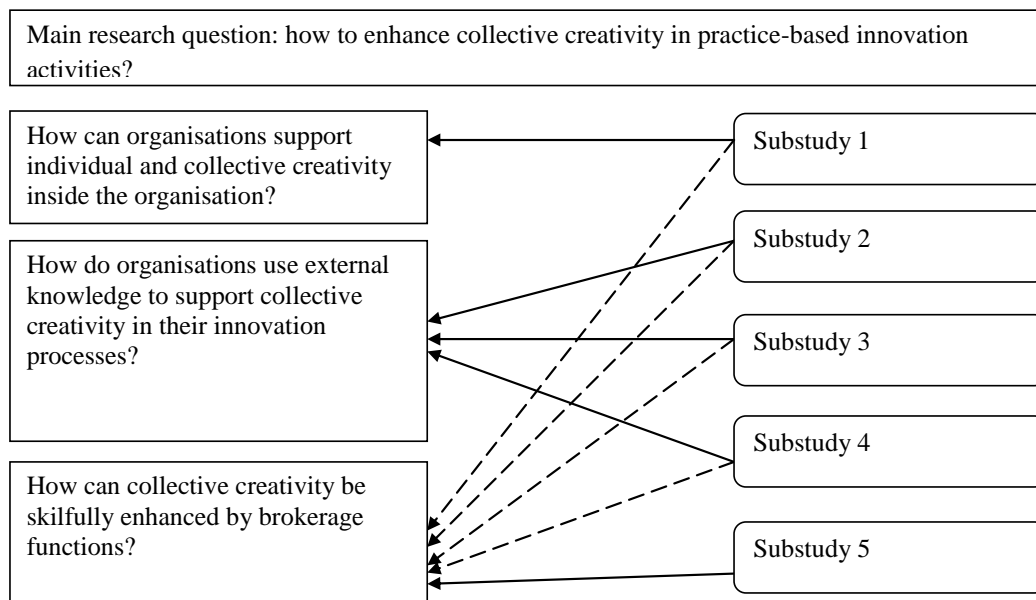 Main research question: how to enhance collective creativity in practice-based innovation
activities?
How can organisations support
individual and collective creativity
inside the organisation?
How do organisations use external
knowledge to support collective
creativity in their innovation
processes?
How can collective creativity be
skilfully enhanced by brokerage
functions?
Substudy 1
Substudy 2
Substudy 3
Substudy 4
Substudy 5